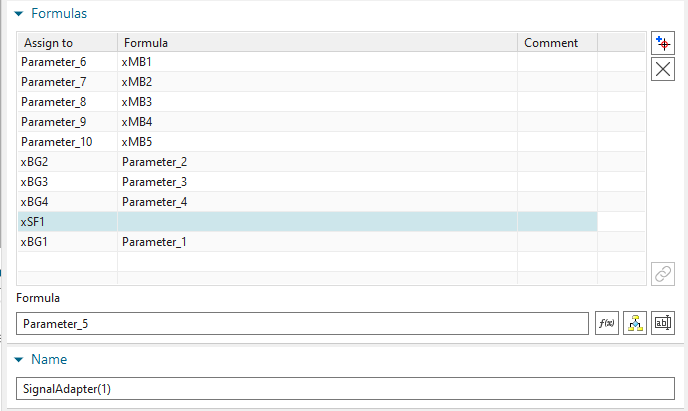 Formulas
Assign to Formula Comment
Parameter_6 xMB1
Parameter_7 xMB2
Parameter_8 xMB3
Parameter_9 xMB4
Parameter_10 xMB5
xBG2 Parameter_2
xBG3 Parameter_3
xBG4 Parameter_4
xSF1
xBG1 Parameter_1
Formula
Parameter_5 f(x) ab
Name
SignalAdapter(1)